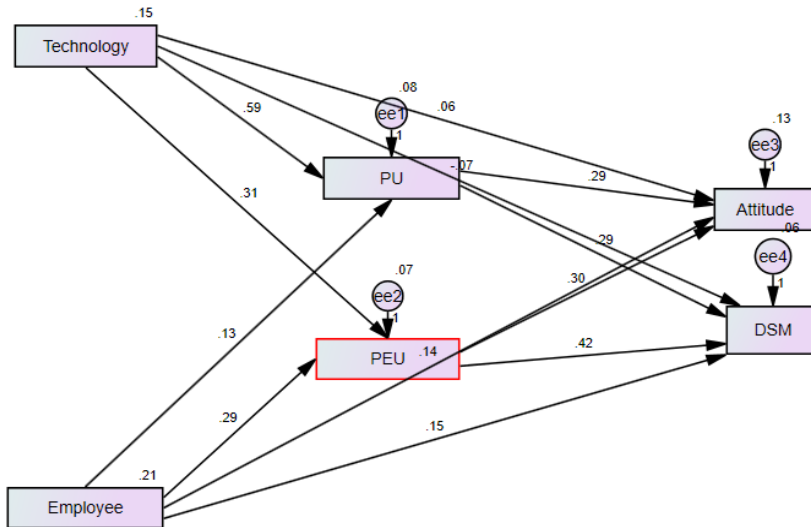 .15
Technology
.08
.59
ee1
.06
.13
1
ee3
-.07
1
PU
.29
.31
Attitude
.06
.29
ee4
.07
.30
1
ee2
1
DSM
.13
.14
PEU
.42
.29
.15
.21
Employee